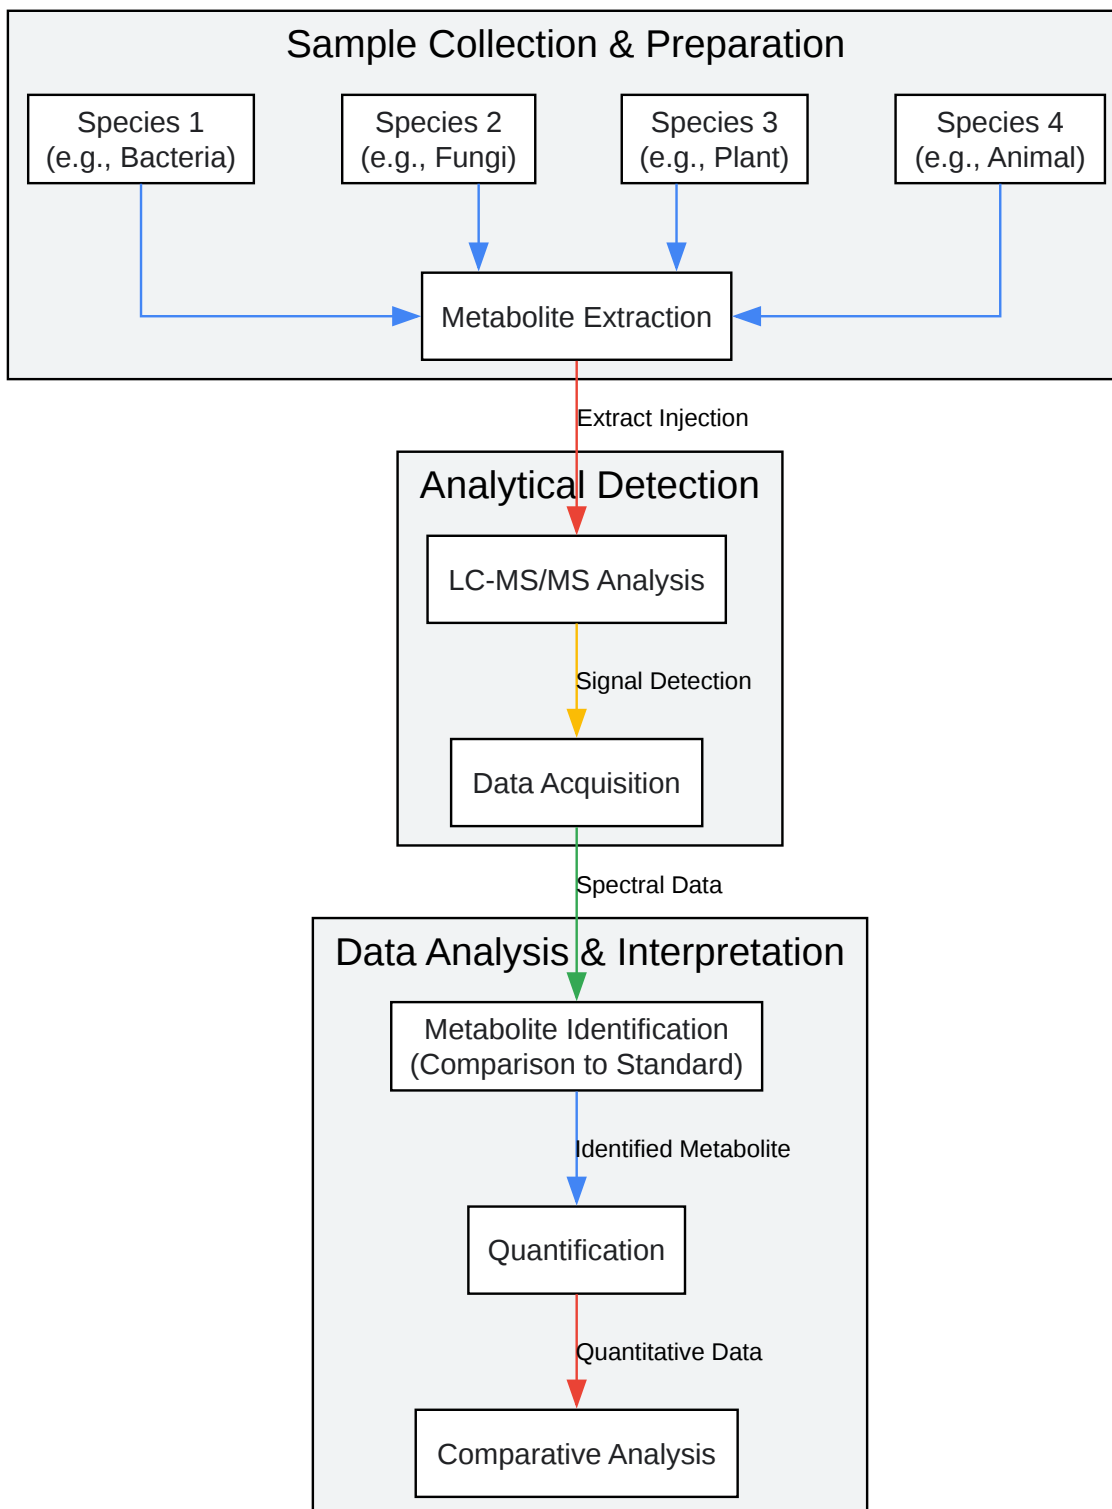 Sample Collection & Preparation
Species 1
(e.g., Bacteria)
Species 2
(e.g., Fungi)
Species 3
(e.g., Plant)
Species 4
(e.g., Animal)
Metabolite Extraction
Extract Injection
Analytical Detection
LC-MS/MS Analysis
Signal Detection
Data Acquisition
Spectral Data
Data Analysis & Interpretation
Metabolite Identification
(Comparison to Standard)
Identified Metabolite
Quantification
Quantitative Data
Comparative Analysis